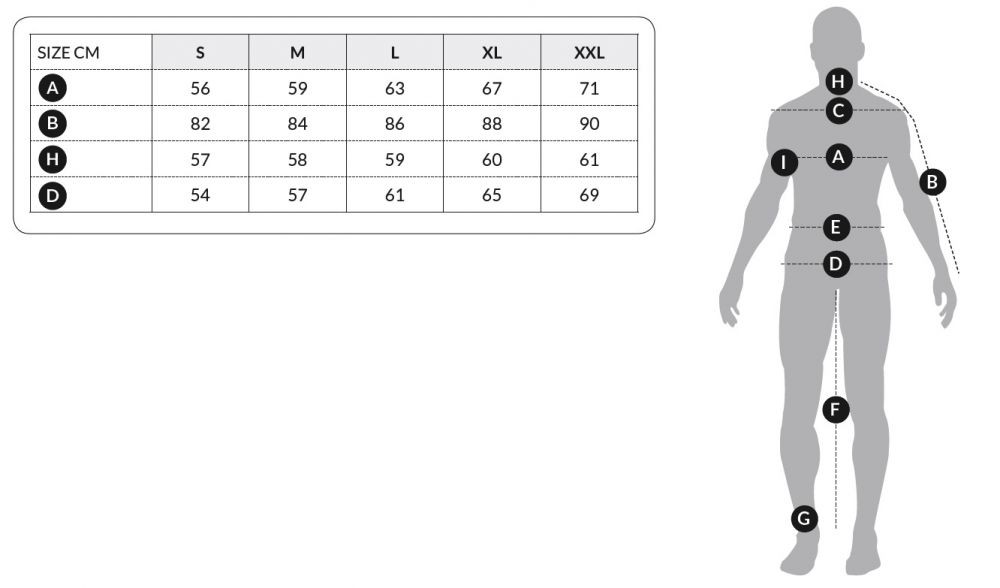 SIZE CM S M L XL XXL
A 56 59 63 67 71
B 82 84 86 88 90
H 57 58 59 60 61
D 54 57 61 65 69
H
C
I A B
E
D
F
G